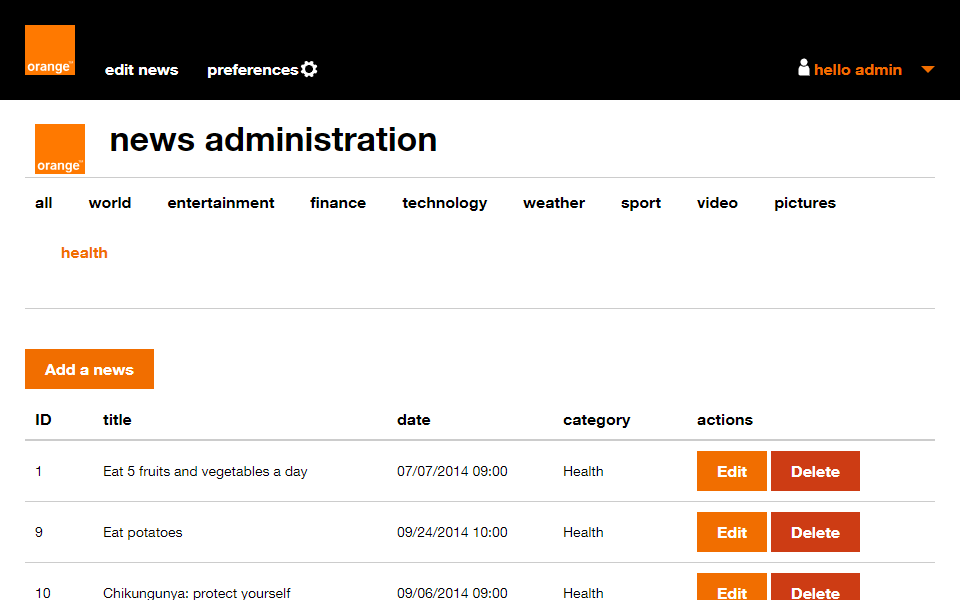 orange™ edit news preferences hello admin
orange™ news administration
all world entertainment finance technology weather sport video pictures
health
Add a news
ID title date category actions
1 Eat 5 fruits and vegetables a day 07/07/2014 09:00 Health Edit Delete
9 Eat potatoes 09/24/2014 10:00 Health Edit Delete
10 Chikungunya: protect yourself 09/06/2014 09:00 Health Edit Delete